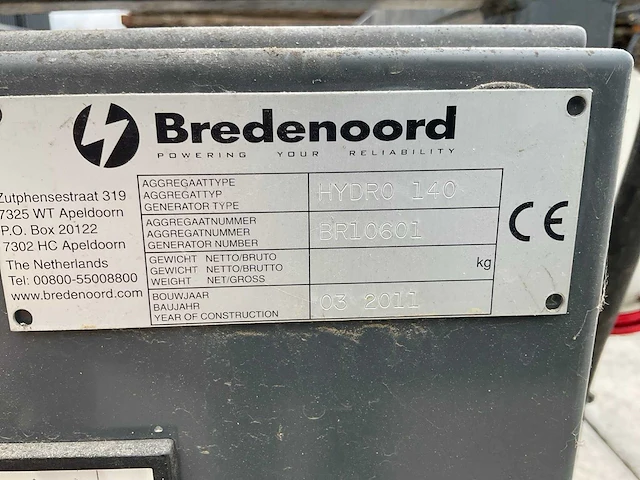 Bredenoord
POWERING YOUR RELIABILITY
Zutphensestraat 319
7325 WT Apeldoorn
P.O. Box 20122
7302 HC Apeldoorn
The Netherlands
Tel: 00800-55008800
www.bredenoord.com
AGGREGAATTYPE
AGGREGATTYP
GENERATOR TYPE
HYDRO 140
AGGREGAATNUMMER
AGGREGATNUMMER
GENERATOR NUMBER
BR10601
GEWICHT NETTO/BRUTO
GEWICHT NETTO/BRUTTO
WEIGHT NET/GROSS
kg
BOUWJAAR
BAUJAHR
YEAR OF CONSTRUCTION
03 2011
CE